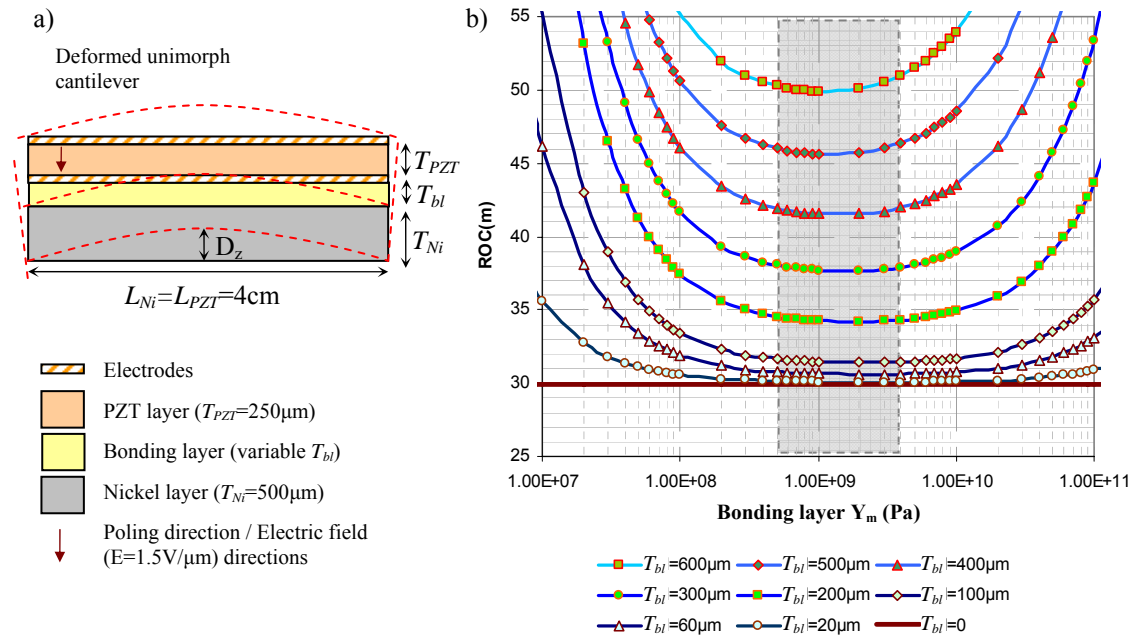 a)
Deformed unimorph
cantilever
T_PZT
T_bl
T_Ni
D_z
L_Ni=L_PZT=4cm
Electrodes
PZT layer (T_PZT=250μm)
Bonding layer (variable T_bl)
Nickel layer (T_Ni=500μm)
Poling direction / Electric field
(E=1.5V/μm) directions
b)
55
50
45
40
35
30
25
ROC(m)
1.00E+07 1.00E+08 1.00E+09 1.00E+10 1.00E+11
Bonding layer Y_m (Pa)
T_bl=600μm T_bl=500μm T_bl=400μm
T_bl=300μm T_bl=200μm T_bl=100μm
T_bl=60μm T_bl=20μm T_bl=0